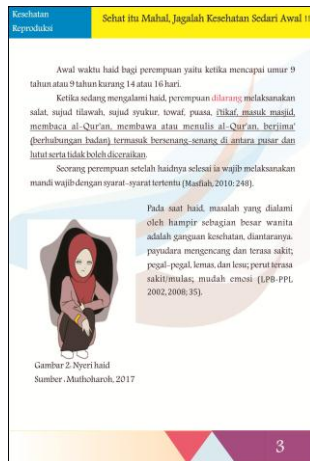 Kesehatan
Reproduksi
Sehat itu Mahal, Jagalah Kesehatan Sedari Awal !!
Awal waktu haid bagi perempuan yaitu ketika mencapai umur 9
tahun atau 9 tahun kurang 14 atau 16 hari.
Ketika sedang mengalami haid, perempuan dilarang melaksanakan
salat, sujud tilawah, sujud syukur, towaf, puasa, i'tikaf, masuk masjid,
membaca al-Qur'an, membawa atau menulis al-Qur'an, berjima'
(berhubungan badan) termasuk bersenang-senang di antara pusar dan
lutut serta tidak boleh diceraikan.
Seorang perempuan setelah haidnya selesai ia wajib melaksanakan
mandi wajib dengan syarat-syarat tertentu (Masfiah, 2010: 248).
Pada saat haid, masalah yang dialami
oleh hampir sebagian besar wanita
adalah ganguan kesehatan, diantaranya,
payudara mengencang dan terasa sakit;
pegal-pegal, lemas, dan lesu; perut terasa
sakit/mulas; mudah emosi (LPB-PPL
2002, 2008; 35).
Gambar 2. Nyeri haid
Sumber : Muthoharoh, 2017
3